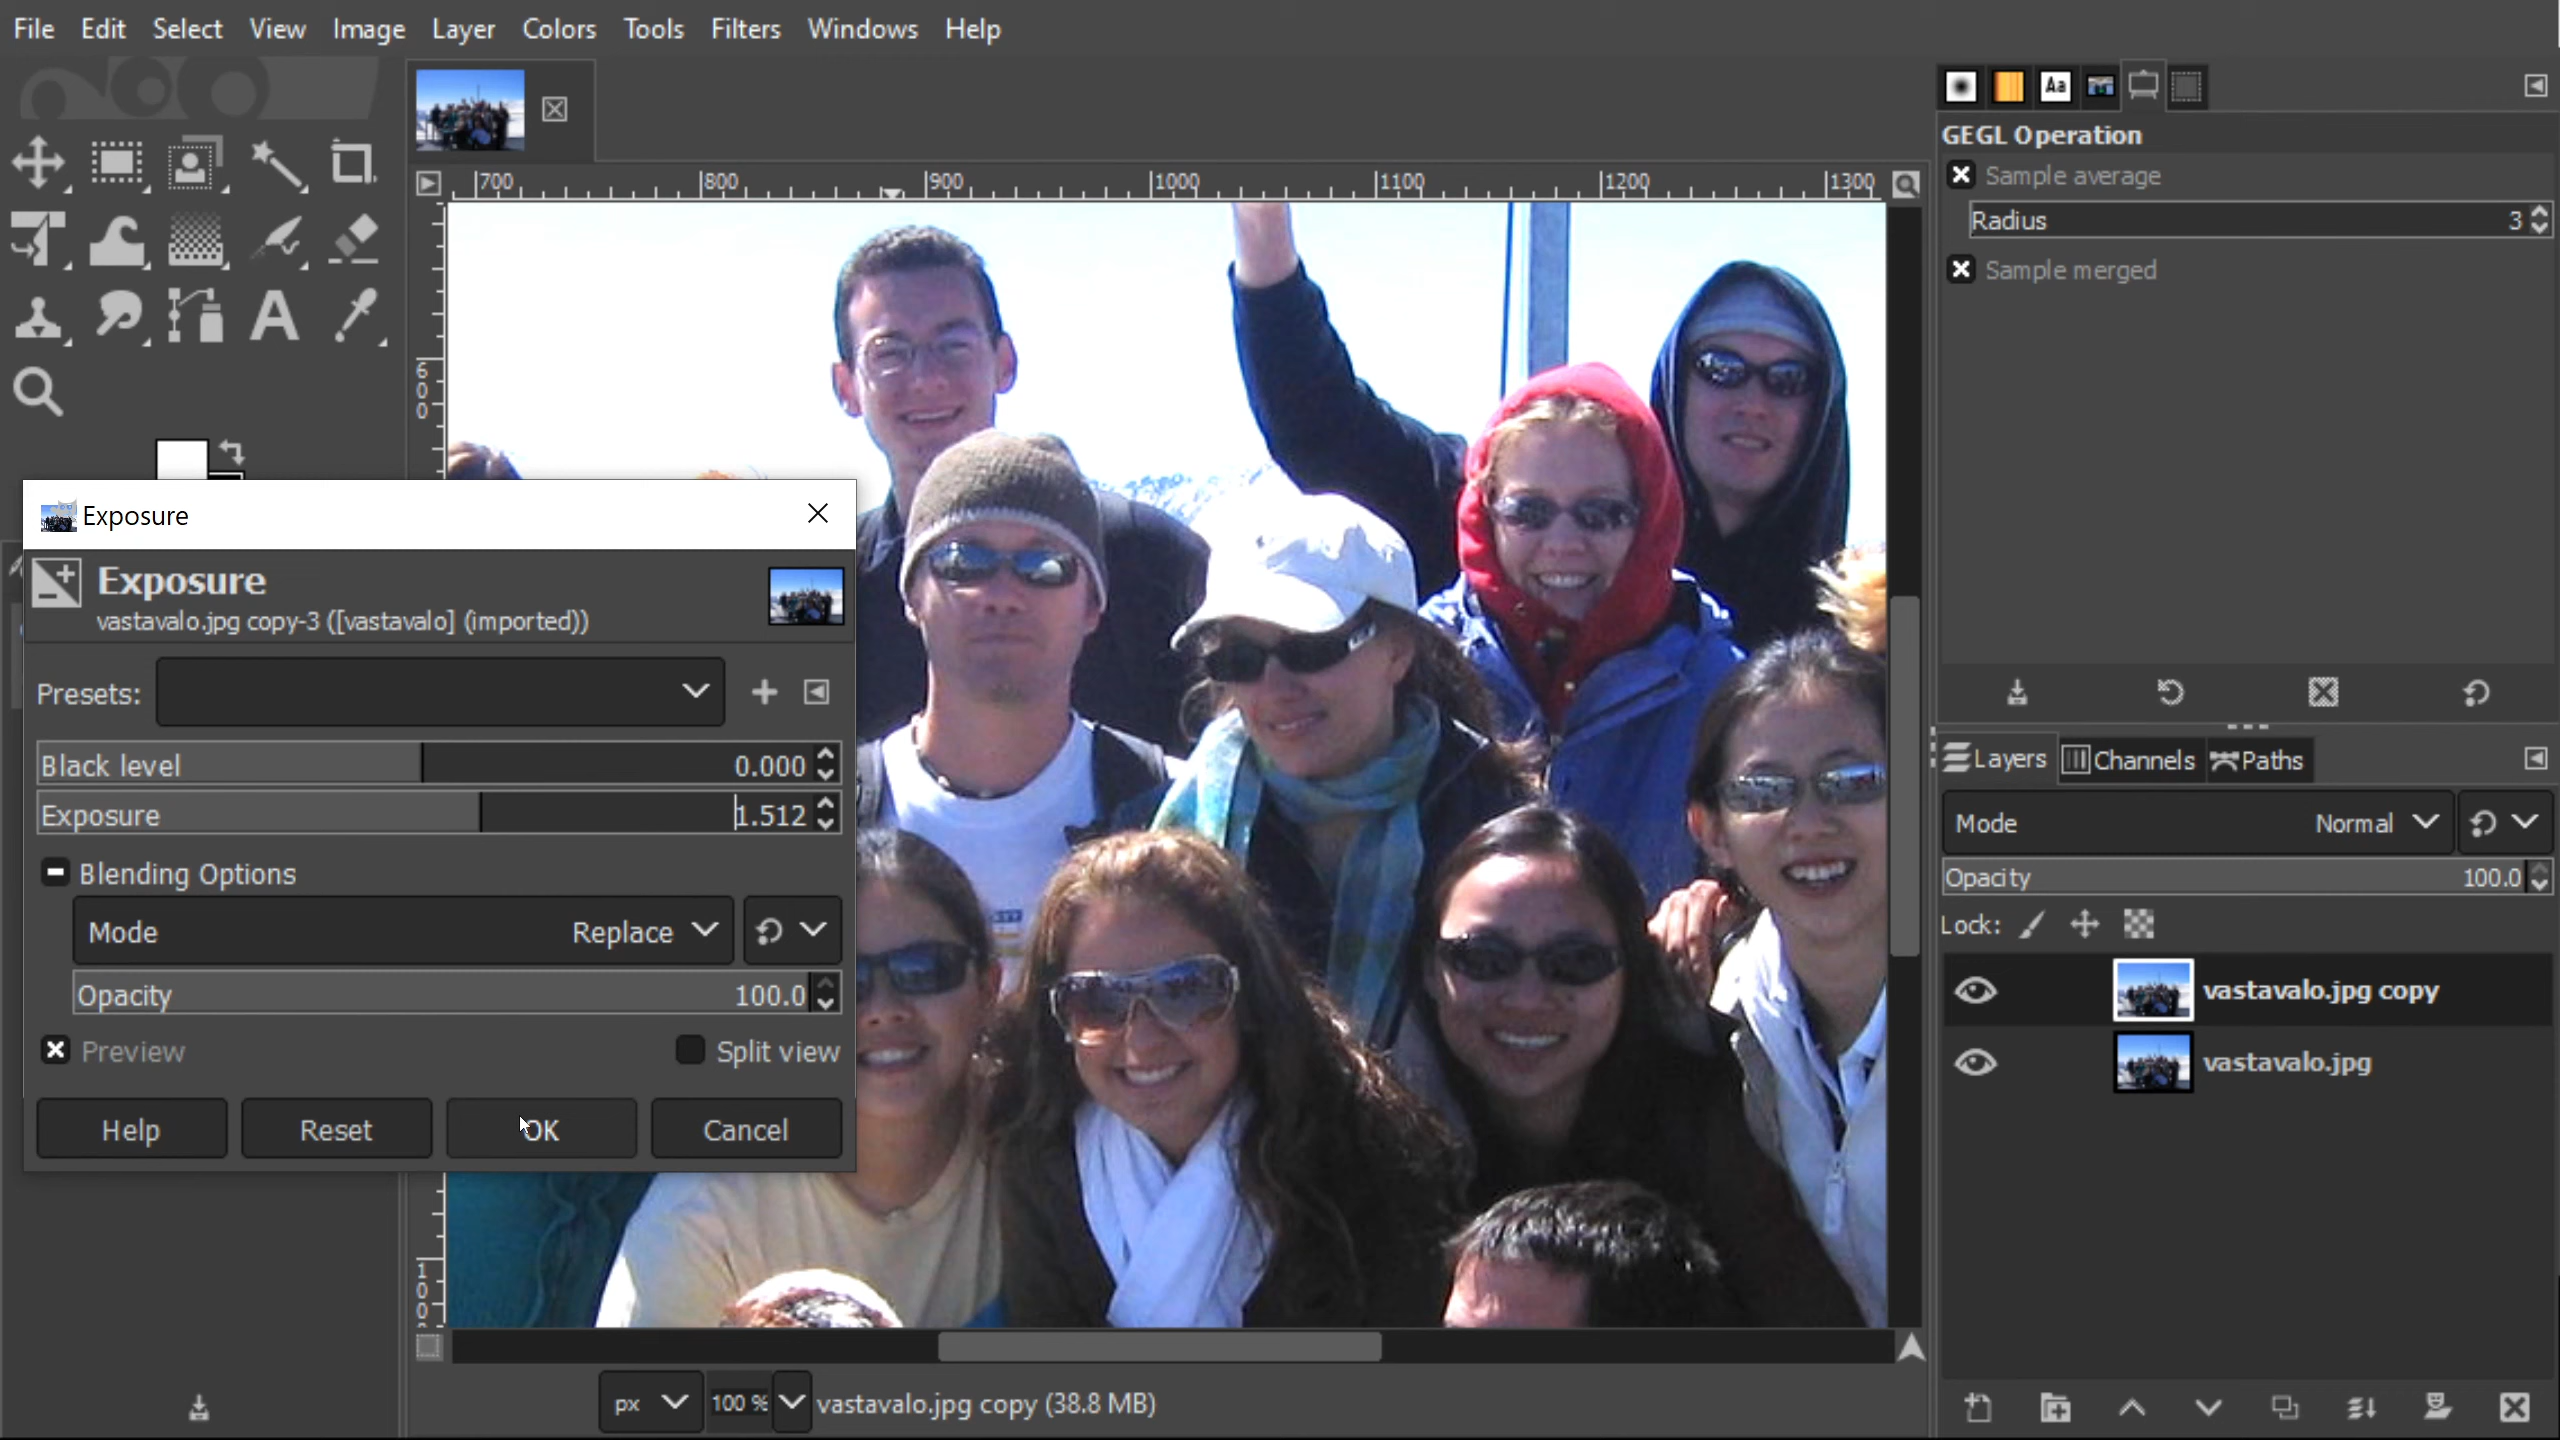 File Edit Select View Image Layer Colors Tools Filters Windows Help
Aa
GEGL Operation
Sample average
Radius 3
Sample merged
700 800 900 1000 1100 1200 1300
600
A
Exposure
Exposure
vastavalo.jpg copy-3 ([vastavalo] (imported))
Presets:
Black level 0.000
Exposure 1.512
Blending Options
Mode Replace
Opacity 100.0
Preview Split view
Help Reset OK Cancel
Layers Channels Paths
Mode Normal
Opacity 100.0
Lock:
vastavalo.jpg copy
vastavalo.jpg
px 100 % vastavalo.jpg copy (38.8 MB)